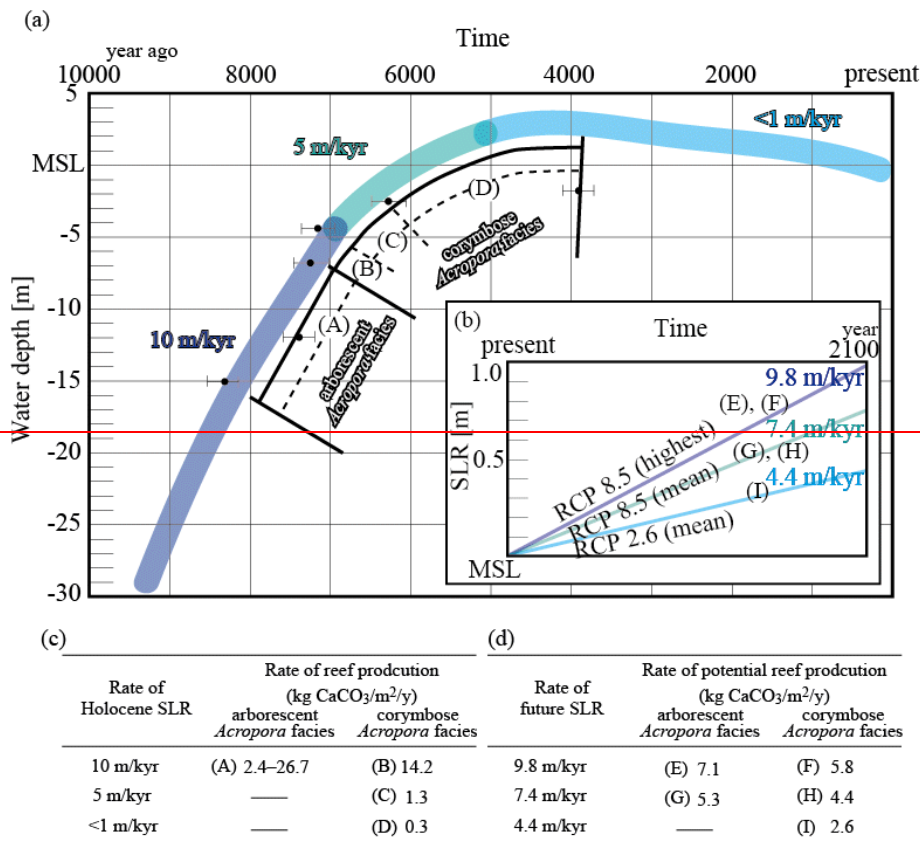 (a)
Time
year ago
10000 8000 6000 4000 2000 present
5
MSL
-5
-10
-15
-20
-25
-30
Water depth [m]
<1 m/kyr
5 m/kyr
10 m/kyr
(D)
(C)
(B)
(A)
corymbose
Acropora facies
arborescent
Acropora facies
(b)
Time
present
year
2100
1.0
0.5
MSL
SLR [m]
9.8 m/kyr
(E), (F)
7.4 m/kyr
(G), (H)
4.4 m/kyr
(I)
RCP 8.5 (highest)
RCP 8.5 (mean)
RCP 2.6 (mean)
(c)
Rate of
Holocene SLR
Rate of reef prodcution
(kg CaCO3/m2/y)
arborescent corymbose
Acropora facies Acropora facies
10 m/kyr (A) 2.4–26.7 (B) 14.2
5 m/kyr —— (C) 1.3
<1 m/kyr —— (D) 0.3
(d)
Rate of
future SLR
Rate of potential reef prodcution
(kg CaCO3/m2/y)
arborescent corymbose
Acropora facies Acropora facies
9.8 m/kyr (E) 7.1 (F) 5.8
7.4 m/kyr (G) 5.3 (H) 4.4
4.4 m/kyr —— (I) 2.6